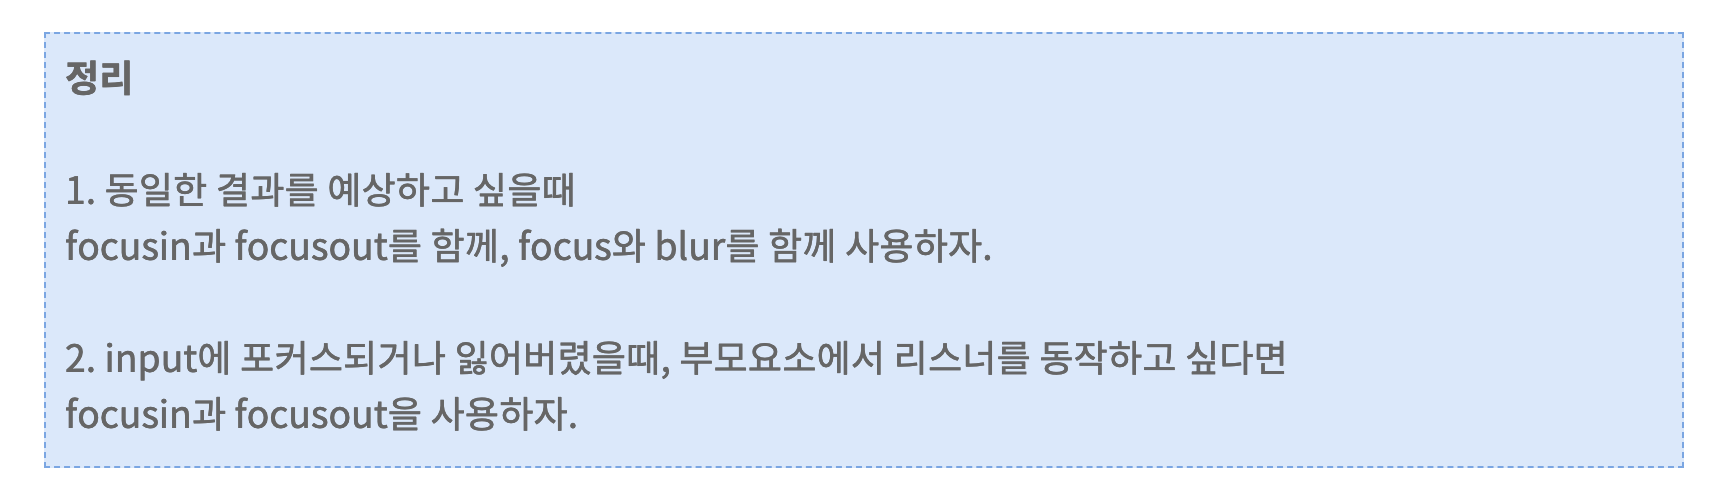 정리
1. 동일한 결과를 예상하고 싶을때
focusin과 focusout를 함께, focus와 blur를 함께 사용하자.
2. input에 포커스되거나 잃어버렸을때, 부모요소에서 리스너를 동작하고 싶다면
focusin과 focusout을 사용하자.